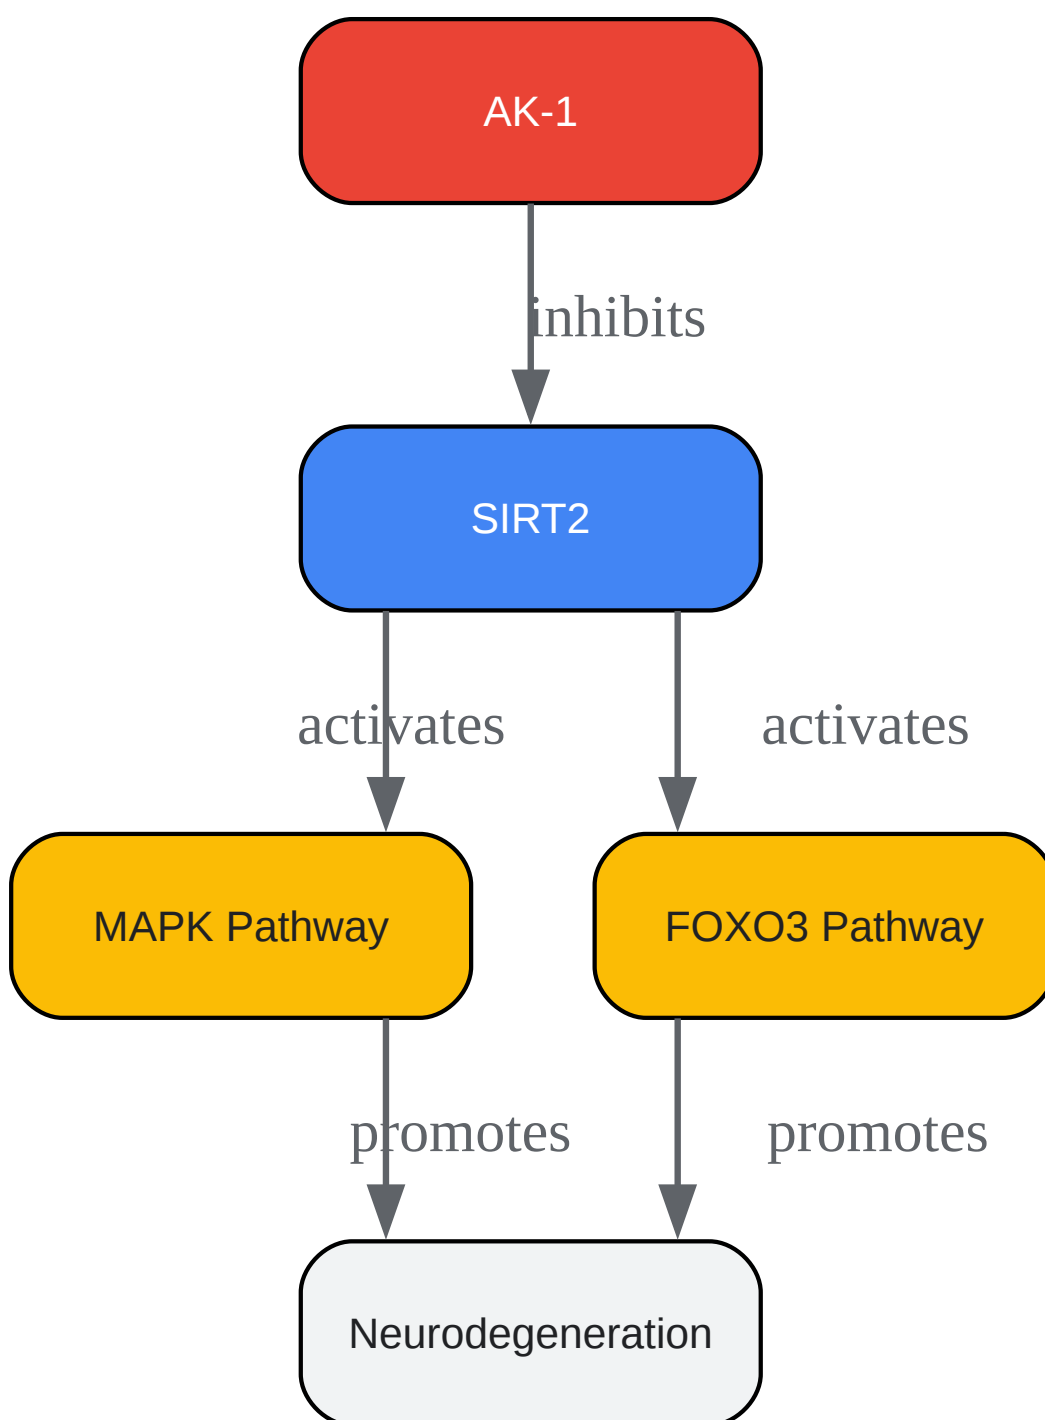 AK-1
inhibits
SIRT2
activates
activates
MAPK Pathway
FOXO3 Pathway
promotes
promotes
Neurodegeneration